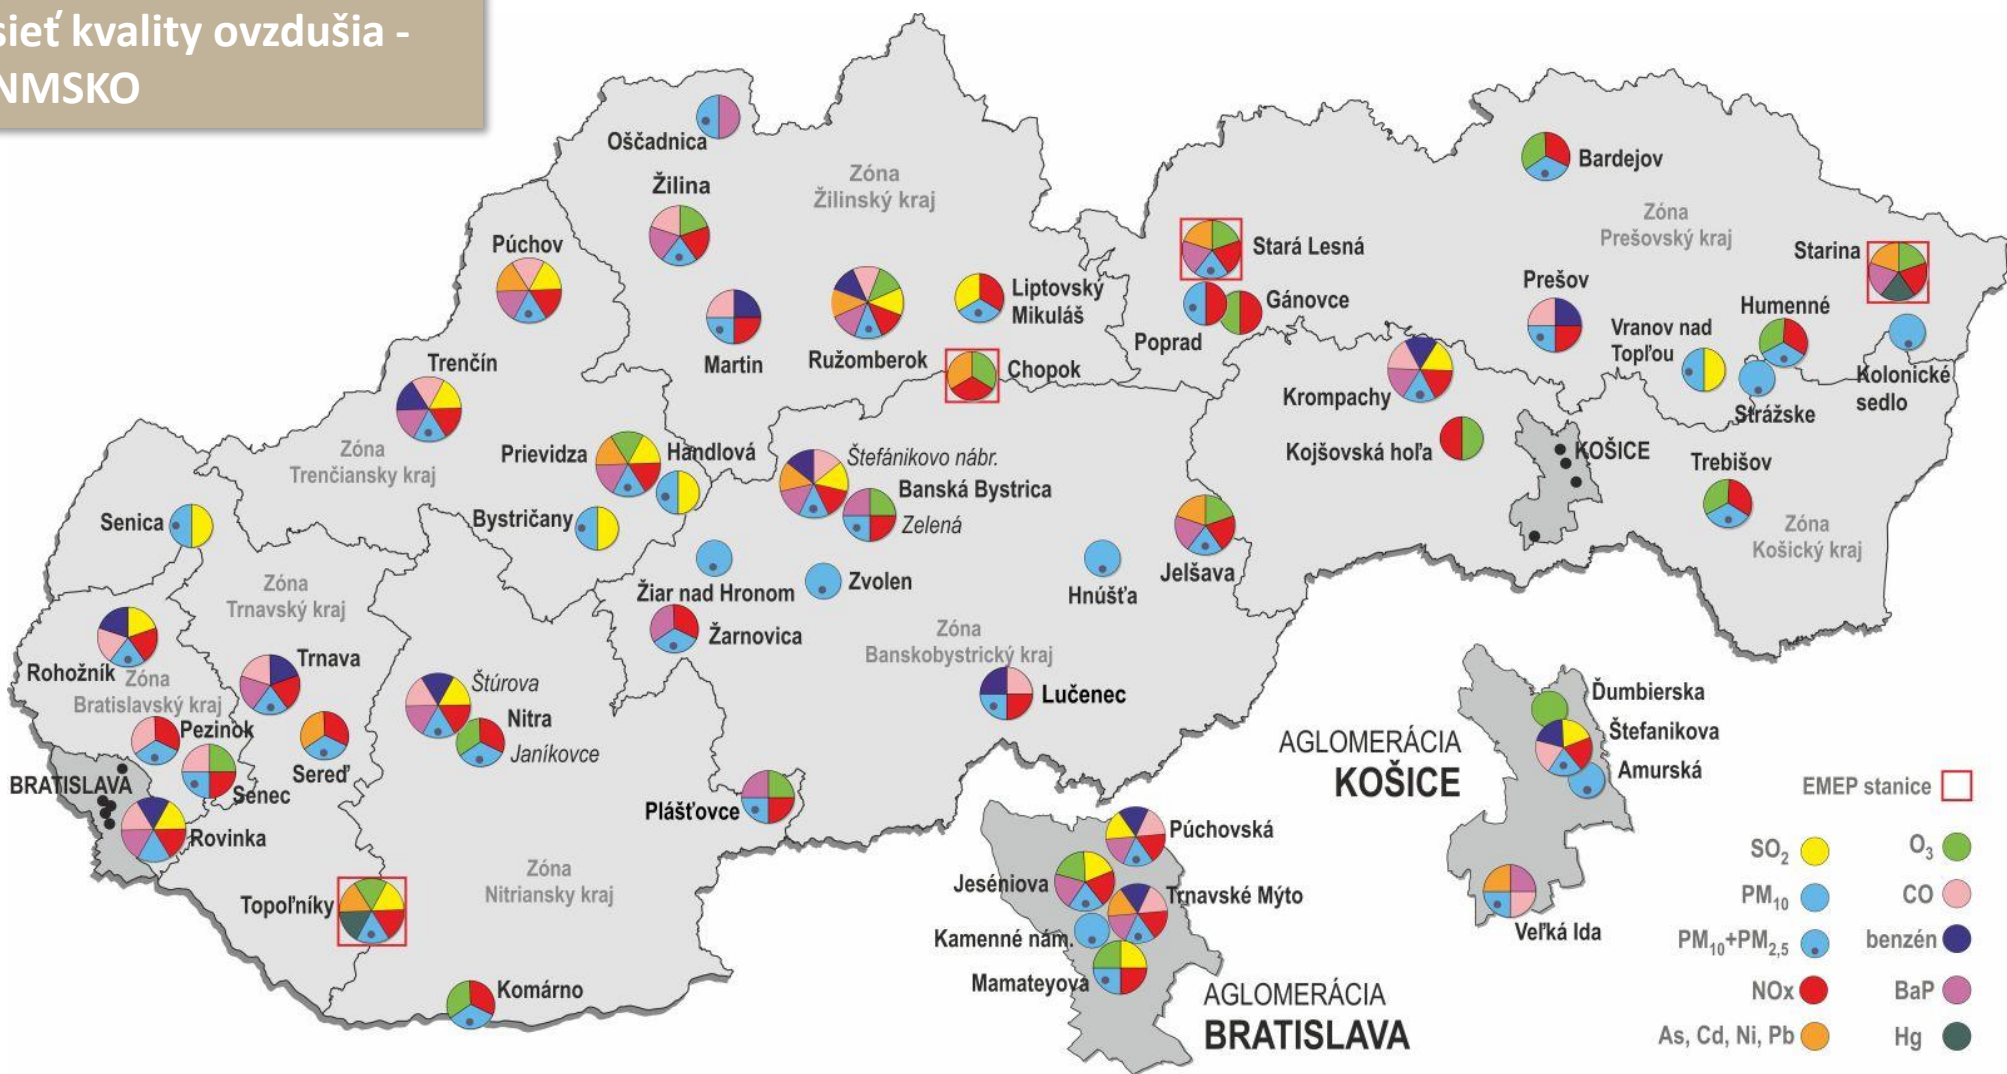 sieť kvality ovzdušia -
NMSKO
Oščadnica
Žilina
Zóna
Žilinský kraj
Bardejov
Zóna
Prešovský kraj
Púchov
Stará Lesná
Starina
Liptovský
Mikuláš
Gánovce
Prešov
Humenné
Vranov nad
Topľou
Martin
Ružomberok
Poprad
Trenčín
Chopok
Krompachy
Kolonické
sedlo
Strážske
Zóna
Trenčiansky kraj
Prievidza
Handlová
Štefánikovo nábr.
Banská Bystrica
Zelená
Kojšovská hoľa
KOŠICE
Trebišov
Senica
Bystričany
Zóna
Košický kraj
Zóna
Trnavský kraj
Žiar nad Hronom
Zvolen
Hnúšťa
Jelšava
Žarnovica
Zóna
Banskobystrický kraj
Rohožník
Zóna
Bratislavský kraj
Trnava
Štúrova
Nitra
Janíkovce
Lučenec
Ďumbierska
Štefanikova
Amurská
AGLOMERÁCIA
KOŠICE
Pezinok
Senec
Sereď
BRATISLAVA
Rovinka
Plášťovce
Púchovská
Jeséniova
Trnavské Mýto
Kamenné nám.
Mamateyova
Veľká Ida
Zóna
Nitriansky kraj
Topoľníky
Komárno
AGLOMERÁCIA
BRATISLAVA
EMEP stanice
SO2 O3
PM10 CO
PM10+PM2,5 benzén
NOx BaP
As, Cd, Ni, Pb Hg